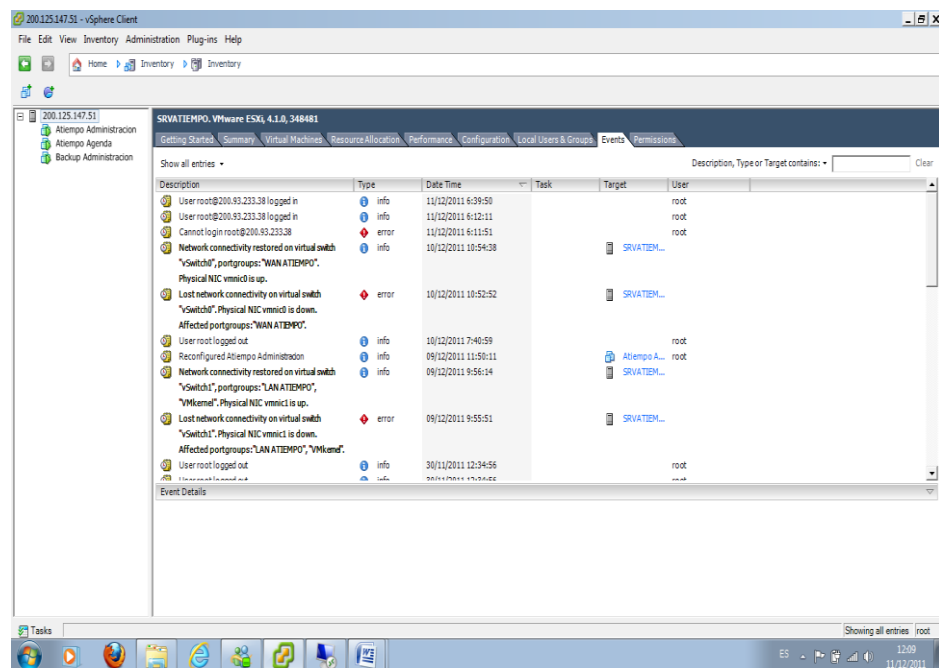 200.125.147.51 - vSphere Client
File Edit View Inventory Administration Plug-ins Help
Home Inventory Inventory
200.125.147.51
Atiempo Administracion
Atiempo Agenda
Backup Administracion
SRVATIEMPO. VMware ESXi, 4.1.0, 348481
Getting Started Summary Virtual Machines Resource Allocation Performance Configuration Local Users & Groups Events Permissions
Show all entries Description, Type or Target contains: Clear
Description Type Date Time Task Target User
User root@200.93.233.38 logged in info 11/12/2011 6:39:50 root
User root@200.93.233.38 logged in info 11/12/2011 6:12:11 root
Cannot login root@200.93.233.38 error 11/12/2011 6:11:51 root
Network connectivity restored on virtual switch info 10/12/2011 10:54:38 SRVATIEM...
"vSwitch0", portgroups: "WAN ATIEMPO".
Physical NIC vmnic0 is up.
Lost network connectivity on virtual switch error 10/12/2011 10:52:52 SRVATIEM...
"vSwitch0". Physical NIC vmnic0 is down.
Affected portgroups: "WAN ATIEMPO".
User root logged out info 10/12/2011 7:40:59 root
Reconfigured Atiempo Administracion info 09/12/2011 11:50:11 Atiempo A... root
Network connectivity restored on virtual switch info 09/12/2011 9:56:14 SRVATIEM...
"vSwitch1", portgroups: "LAN ATIEMPO",
"VMkernel". Physical NIC vmnic1 is up.
Lost network connectivity on virtual switch error 09/12/2011 9:55:51 SRVATIEM...
"vSwitch1". Physical NIC vmnic1 is down.
Affected portgroups: "LAN ATIEMPO", "VMkernel".
User root logged out info 30/11/2011 12:34:56 root
User root logged out info 30/11/2011 12:34:56 root
Event Details
Tasks Showing all entries root
ES 12:09
11/12/2011